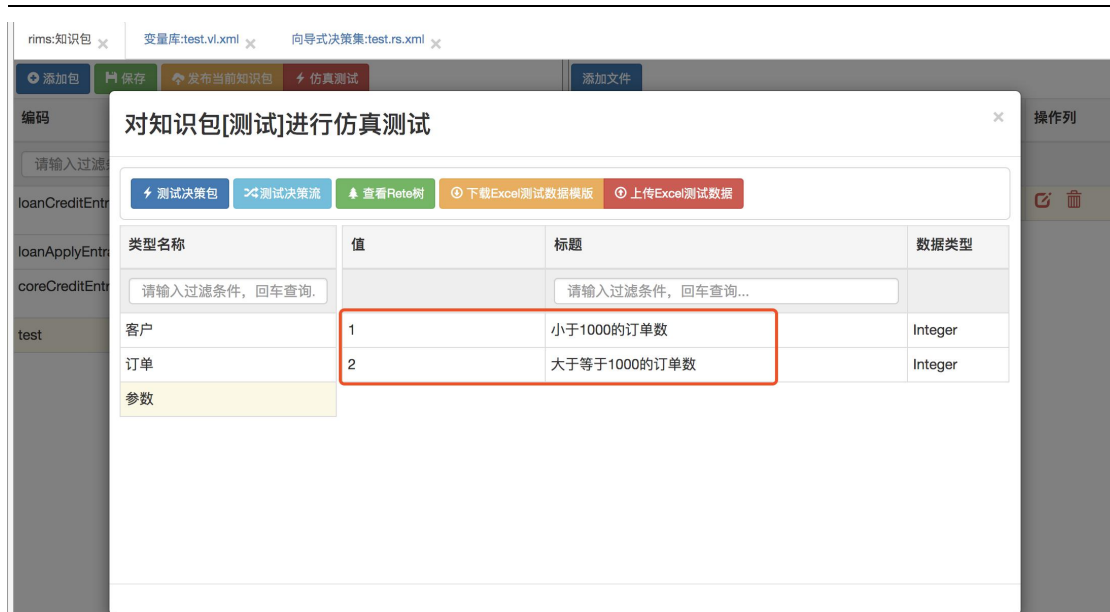 rims:知识包
变量库:test.vl.xml
向导式决策集:test.rs.xml
添加包
保存
发布当前知识包
仿真测试
添加文件
编码
操作列
请输入过滤
loanCreditEntr
loanApplyEntra
coreCreditEntr
test
对知识包[测试]进行仿真测试
测试决策包
测试决策流
查看Rete树
下载Excel测试数据模版
上传Excel测试数据
类型名称 值 标题 数据类型
请输入过滤条件，回车查询. 请输入过滤条件，回车查询...
客户 1 小于1000的订单数 Integer
订单 2 大于等于1000的订单数 Integer
参数